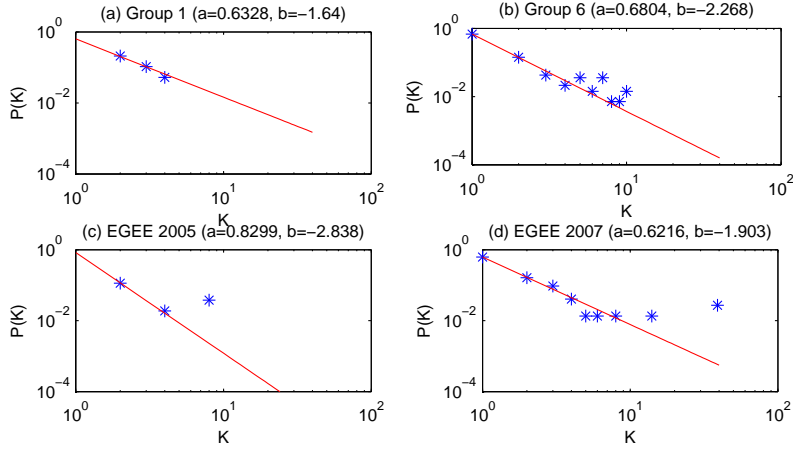 (a) Group 1 (a=0.6328, b=−1.64)
P(K)
10^0
10^−2
10^−4
10^0
10^1
10^2
K
(b) Group 6 (a=0.6804, b=−2.268)
P(K)
10^0
10^−2
10^−4
10^0
10^1
10^2
K
(c) EGEE 2005 (a=0.8299, b=−2.838)
P(K)
10^0
10^−2
10^−4
10^0
10^1
10^2
K
(d) EGEE 2007 (a=0.6216, b=−1.903)
P(K)
10^0
10^−2
10^−4
10^0
10^1
10^2
K